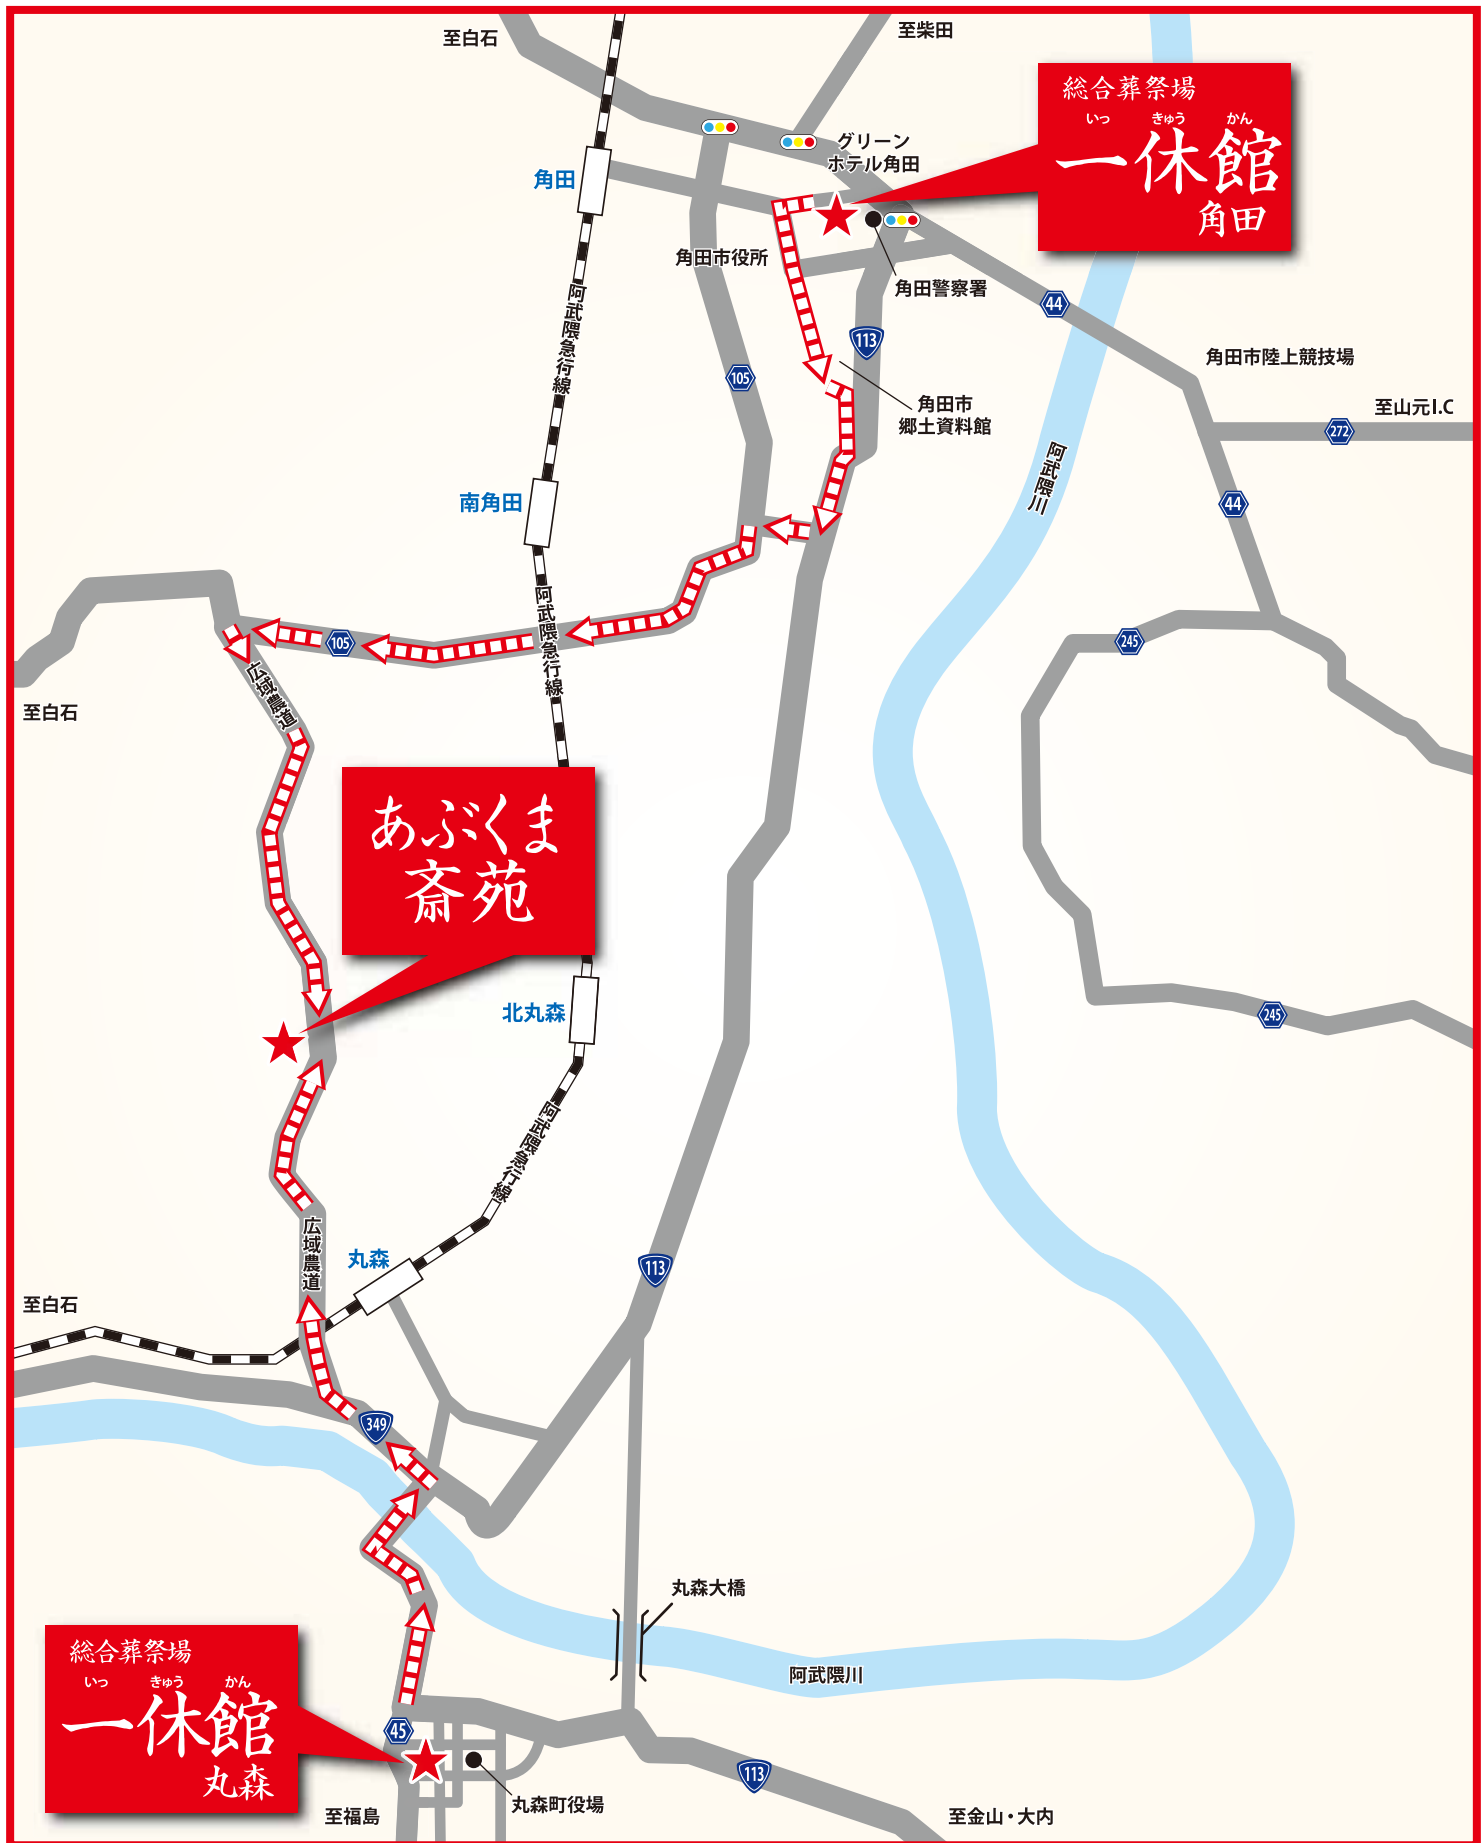 至白石
至柴田
総合葬祭場
いっ きゅう かん
一休館
角田
グリーン
ホテル角田
角田
角田市役所
角田警察署
阿武隈急行線
44
113
角田市陸上競技場
105
角田市
郷土資料館
至山元I.C
272
阿武隈川
南角田
44
阿武隈急行線
105
245
広域農道
至白石
あぶくま
斎苑
北丸森
245
阿武隈急行線
広域農道
丸森
113
至白石
349
丸森大橋
阿武隈川
総合葬祭場
いっ きゅう かん
一休館
丸森
45
113
丸森町役場
至福島
至金山・大内